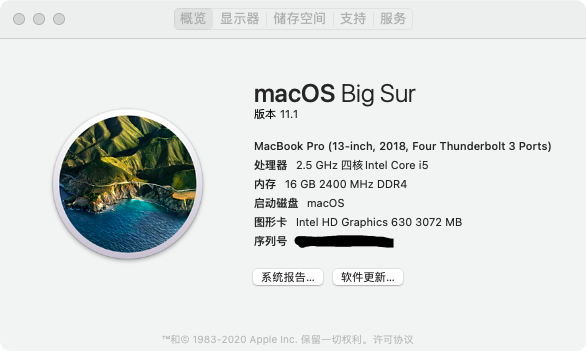 概览 显示器 储存空间 支持 服务
macOS Big Sur
版本 11.1
MacBook Pro (13-inch, 2018, Four Thunderbolt 3 Ports)
处理器 2.5 GHz 四核Intel Core i5
内存 16 GB 2400 MHz DDR4
启动磁盘 macOS
图形卡 Intel HD Graphics 630 3072 MB
序列号
系统报告... 软件更新...
™和© 1983-2020 Apple Inc. 保留一切权利。许可协议